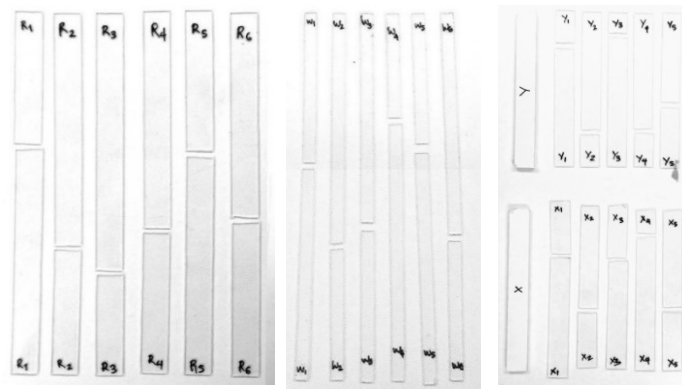 R1 R2 R3 R4 R5 R6
R1 R2 R3 R4 R5 R6
W1 W2 W3 W4 W5 W6
W1 W2 W3 W4 W5 W6
Y
Y1 Y2 Y3 Y4 Y5
Y1 Y2 Y3 Y4 Y5
X
X1 X2 X3 X4 X5
X1 X2 X3 X4 X5